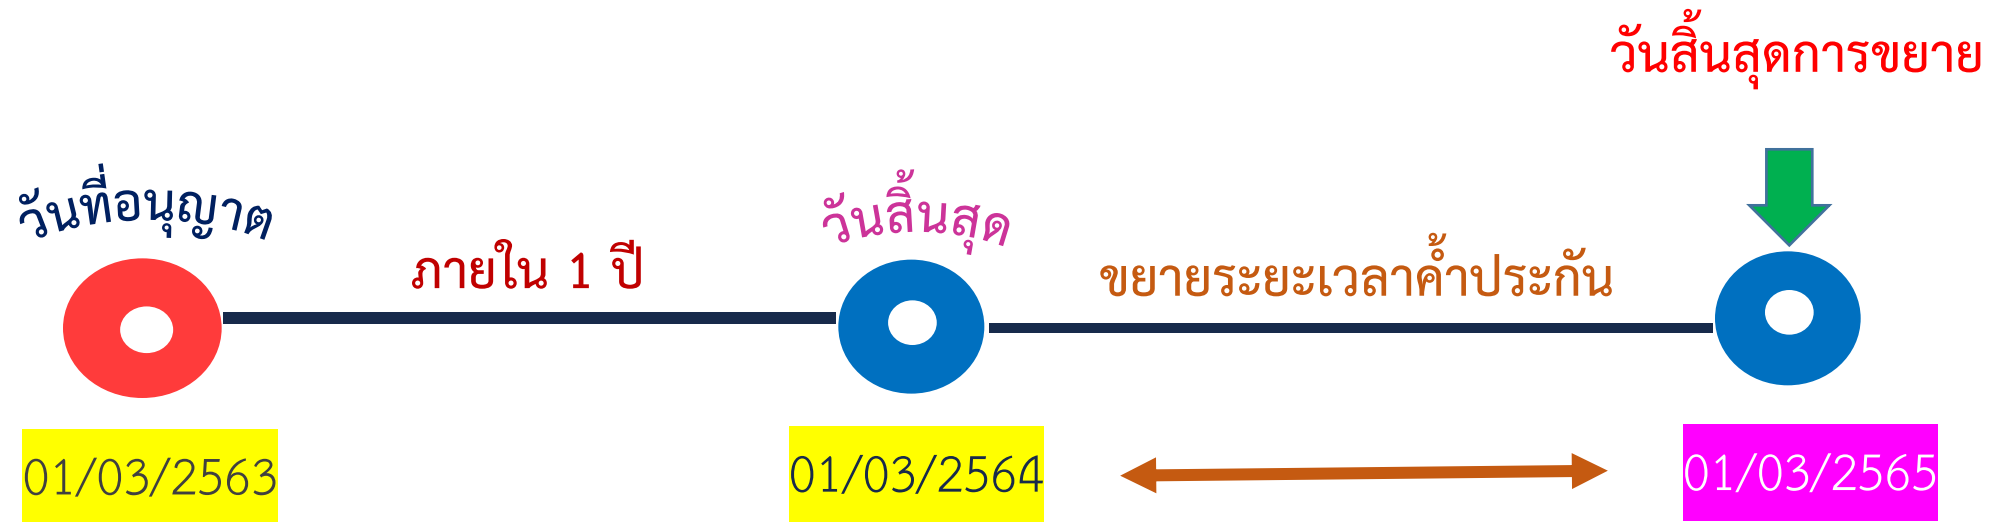 วันสิ้นสุดการขยาย
วันที่อนุญาต
วันสิ้นสุด
ภายใน 1 ปี
ขยายระยะเวลาค้ำประกัน
01/03/2563
01/03/2564
01/03/2565